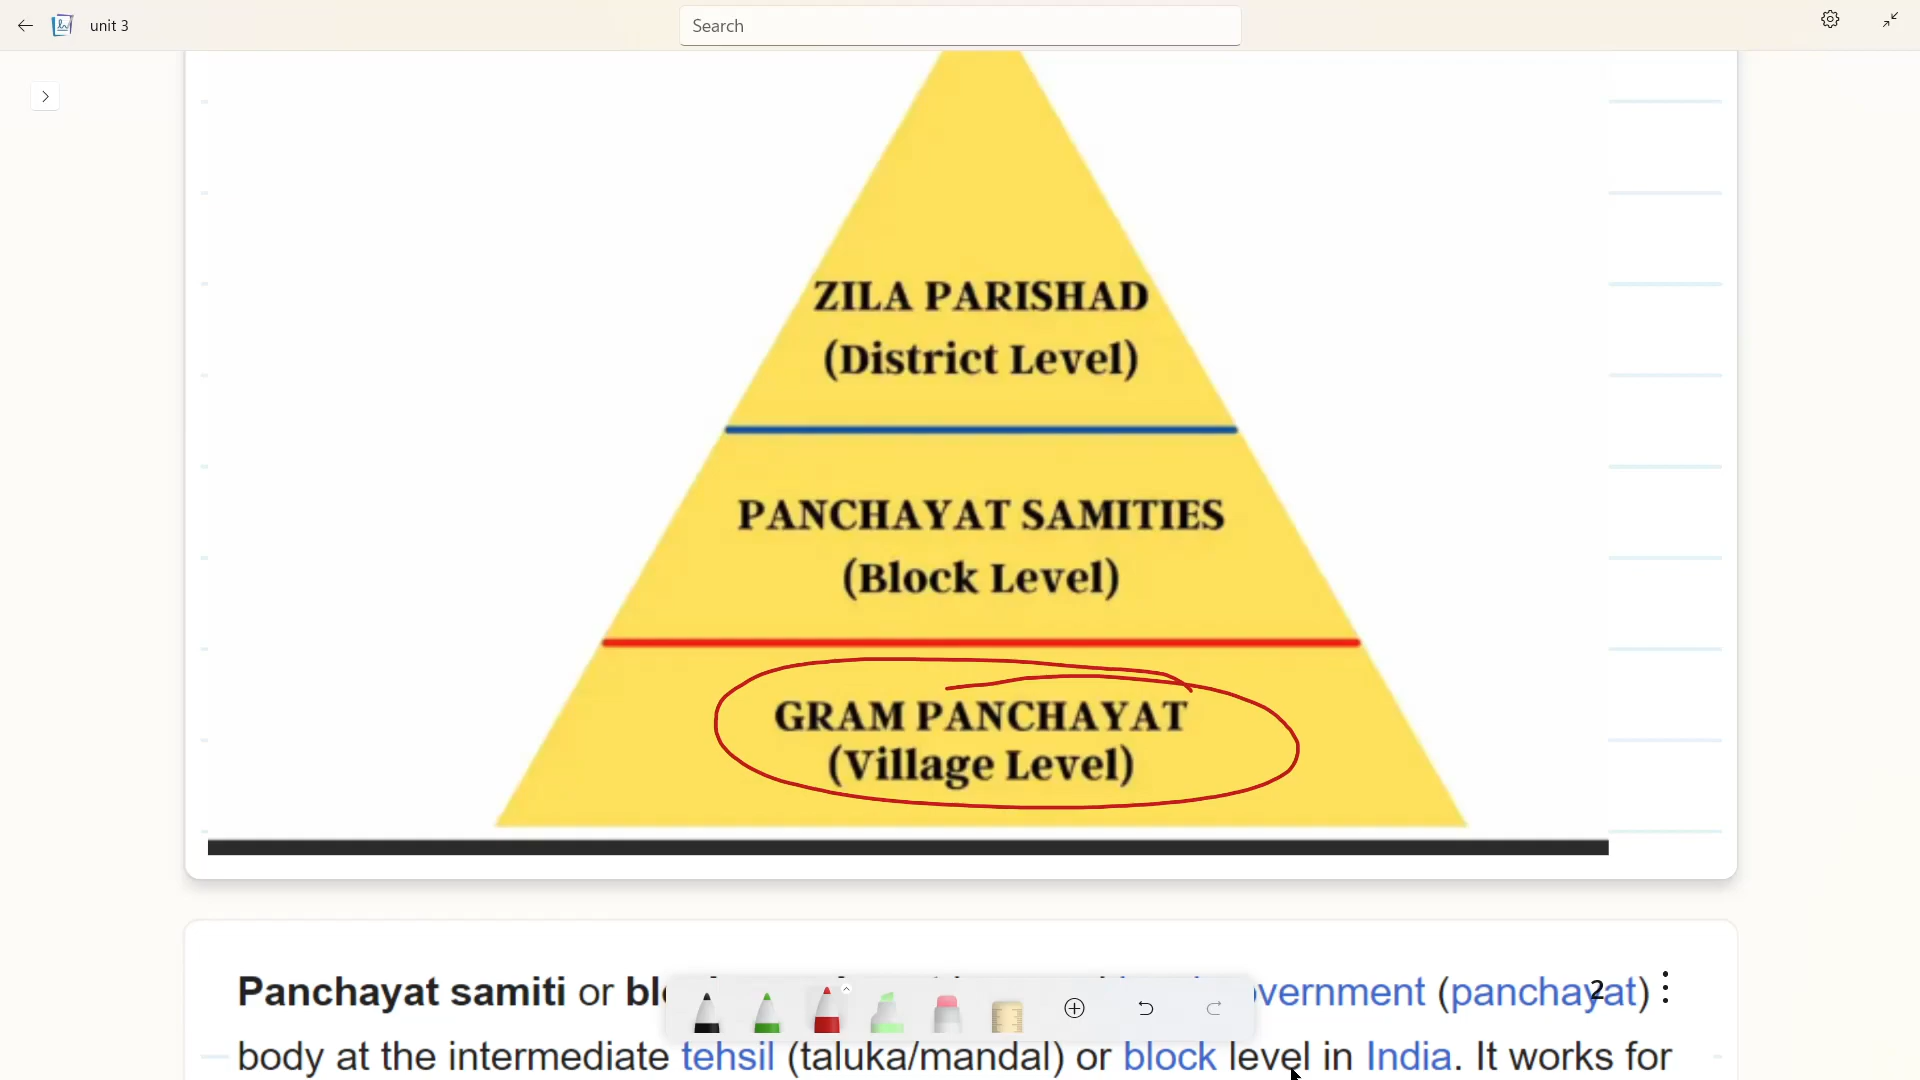 unit 3
Search
ZILA PARISHAD
(District Level)
PANCHAYAT SAMITIES
(Block Level)
GRAM PANCHAYAT
(Village Level)
Panchayat samiti or vernment (panchayat)
2
body at the intermediate tehsil (taluka/mandal) or block level in India. It works for